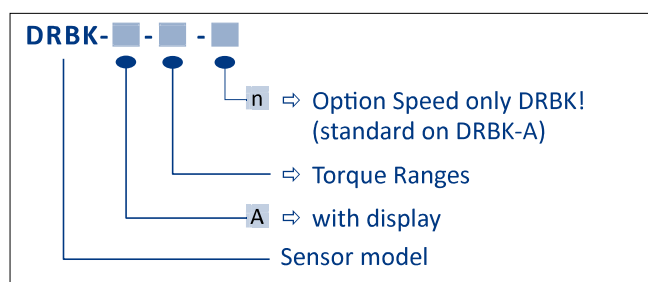 DRBK- - -
n ⇨ Option Speed only DRBK!
(standard on DRBK-A)
⇨ Torque Ranges
A ⇨ with display
Sensor model